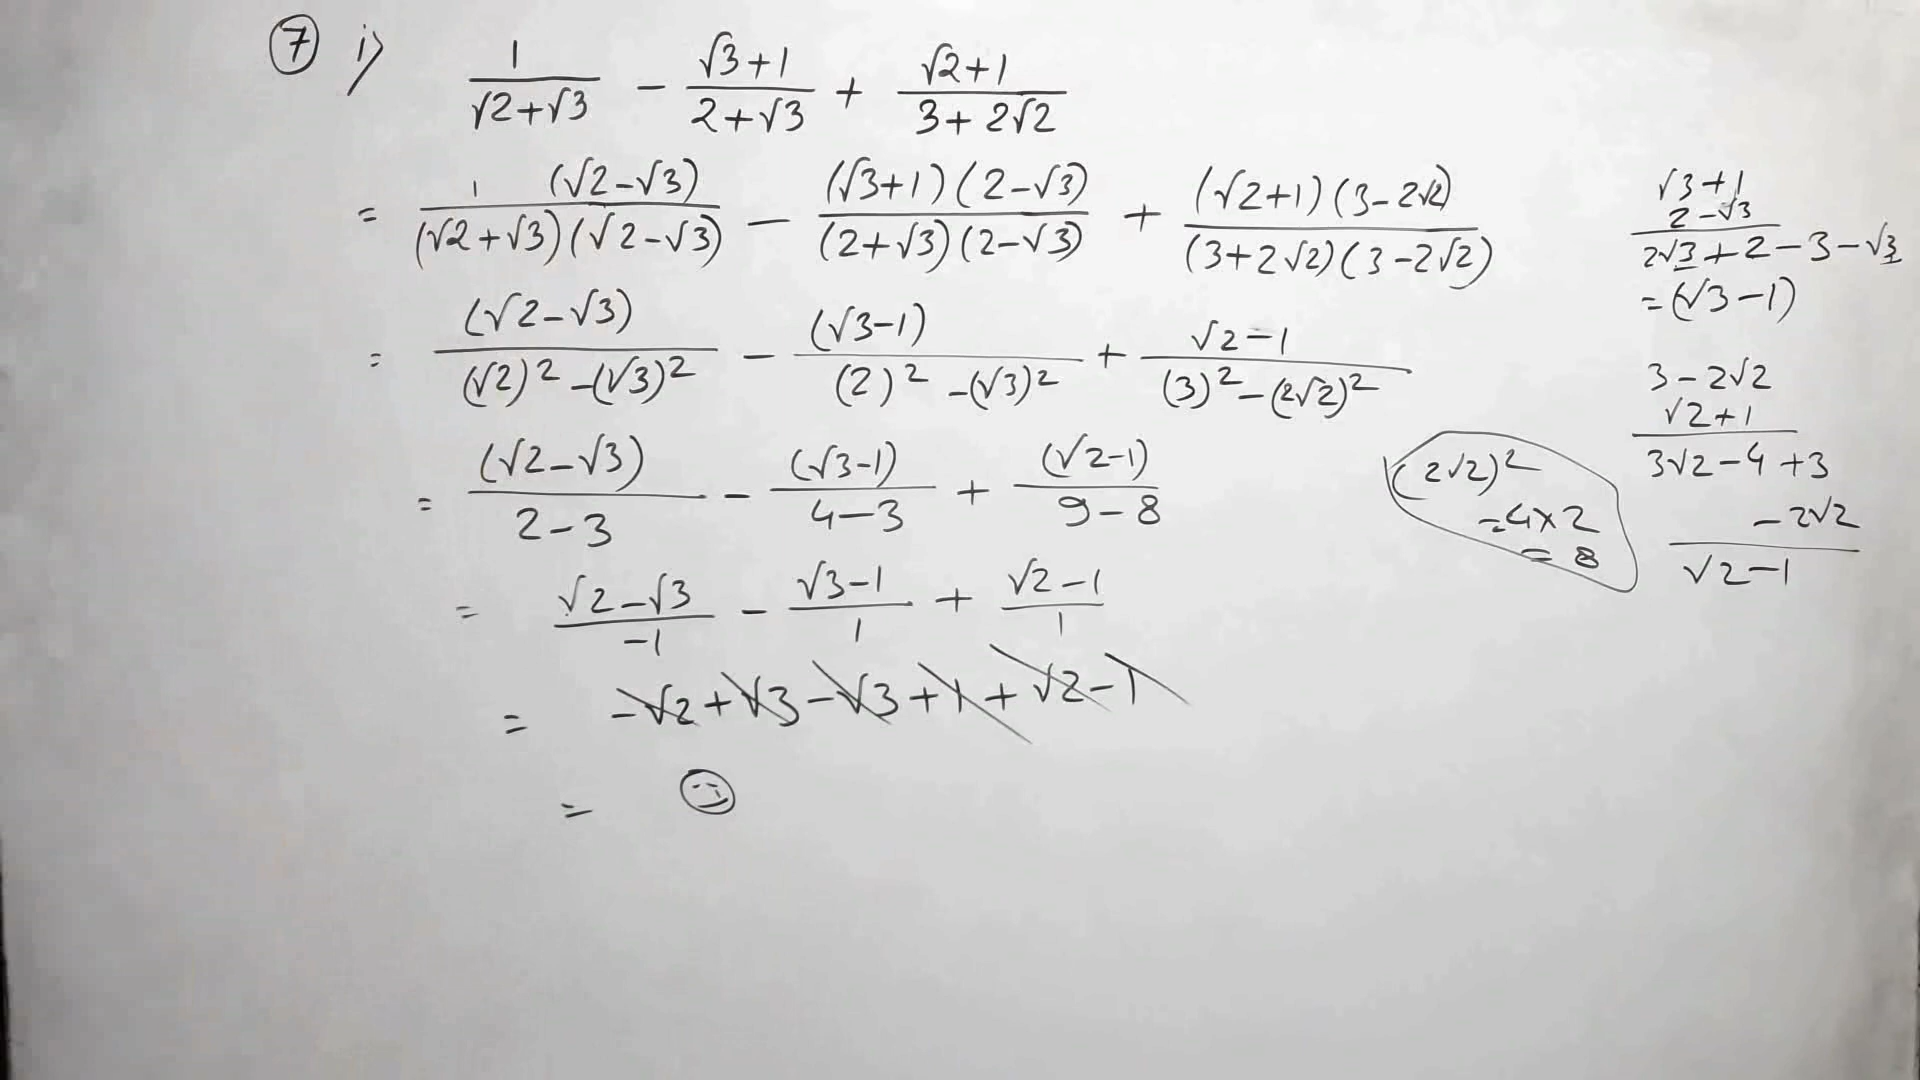 7 i) 1/(√2+√3) − (√3+1)/(2+√3) + (√2+1)/(3+2√2)
= 1 (√2−√3)/(√2+√3)(√2−√3) − (√3+1)(2−√3)/(2+√3)(2−√3) + (√2+1)(3−2√2)/(3+2√2)(3−2√2)
= (√2−√3)/(√2)²−(√3)² − (√3−1)/(2)²−(√3)² + √2−1/(3)²−(2√2)²
= (√2−√3)/2−3 − (√3−1)/4−3 + (√2−1)/9−8
= √2−√3/−1 − √3−1/1 + √2−1/1
= −√2+√3−√3+1+√2−1
=
√3+1
2−√3
2√3+2−3−√3
=(√3−1)
3−2√2
√2+1
3√2−4+3
−2√2
√2−1
(2√2)²
=4×2
=8